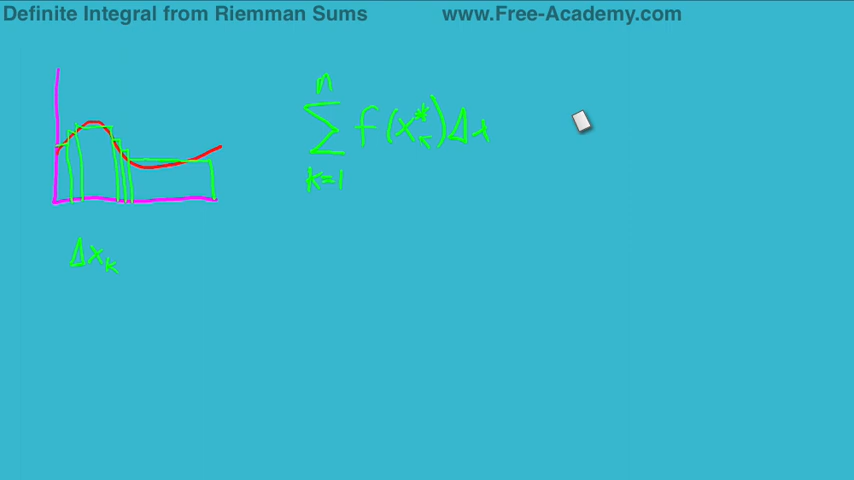 Definite Integral from Riemman Sums www.Free-Academy.com
n
∑ f(x*ₖ)Δx
k=1
Δxₖ